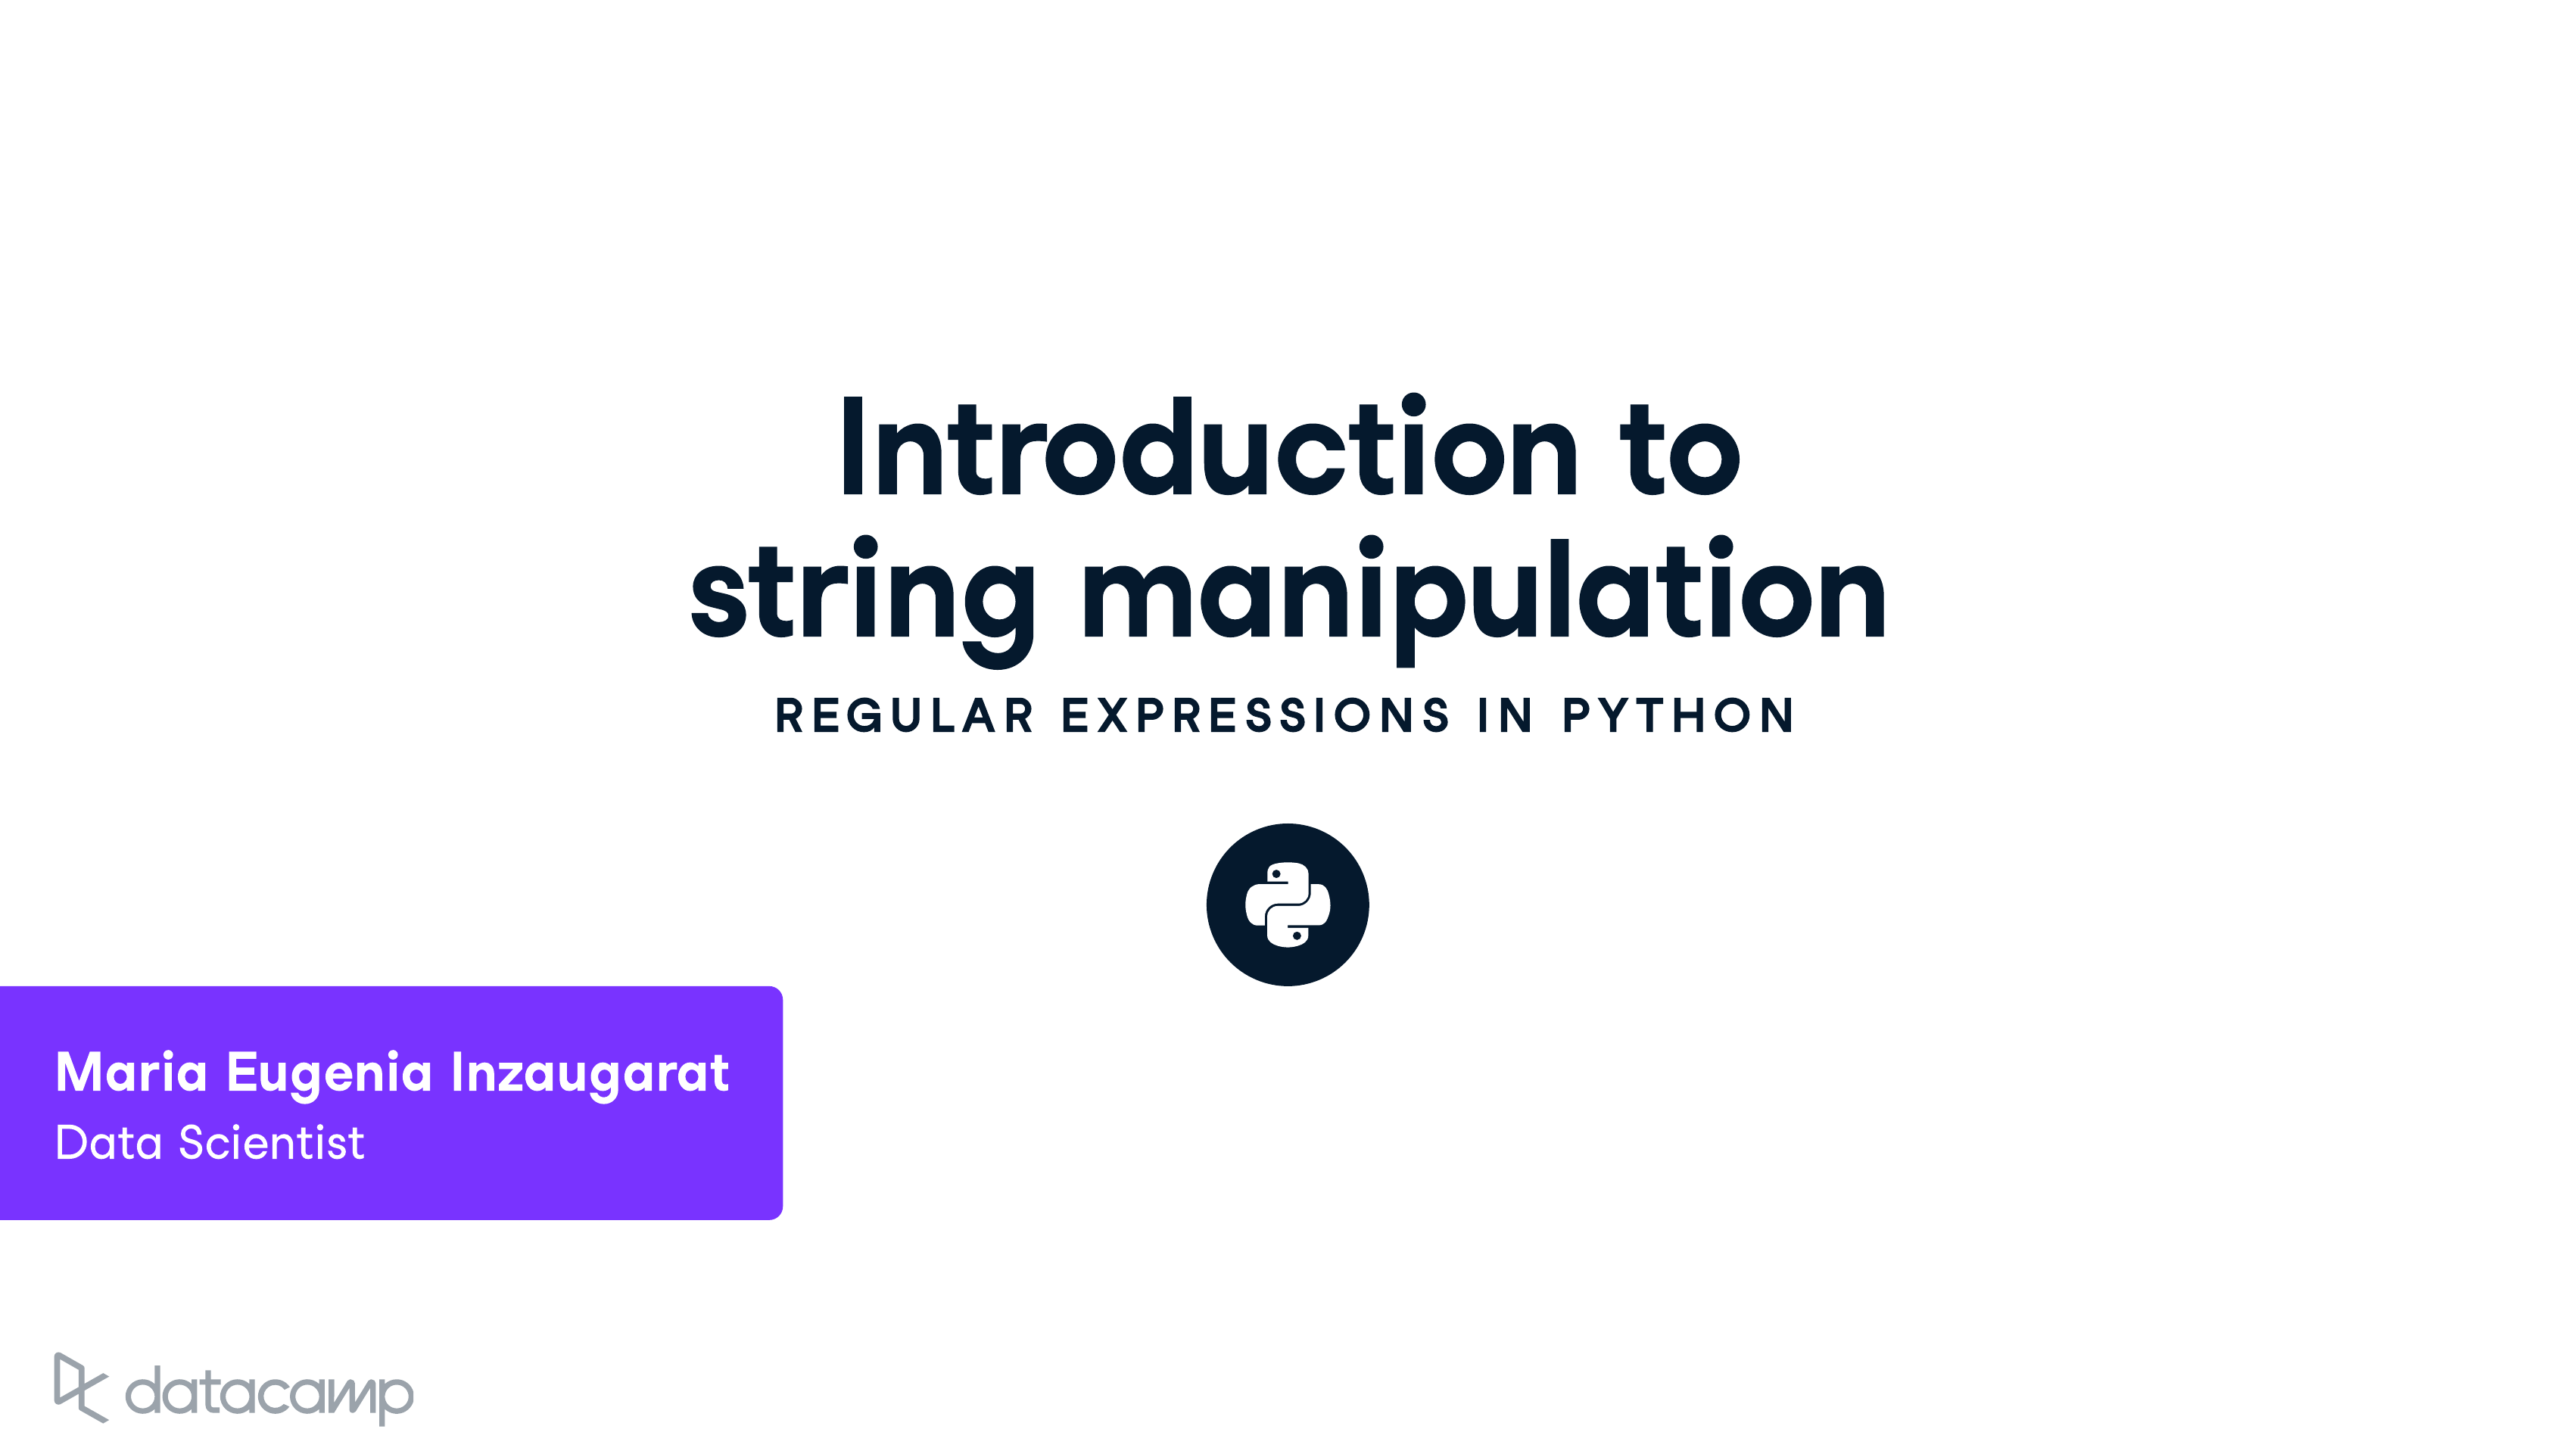 Introduction to
string manipulation
REGULAR EXPRESSIONS IN PYTHON
Maria Eugenia Inzaugarat
Data Scientist
datacamp